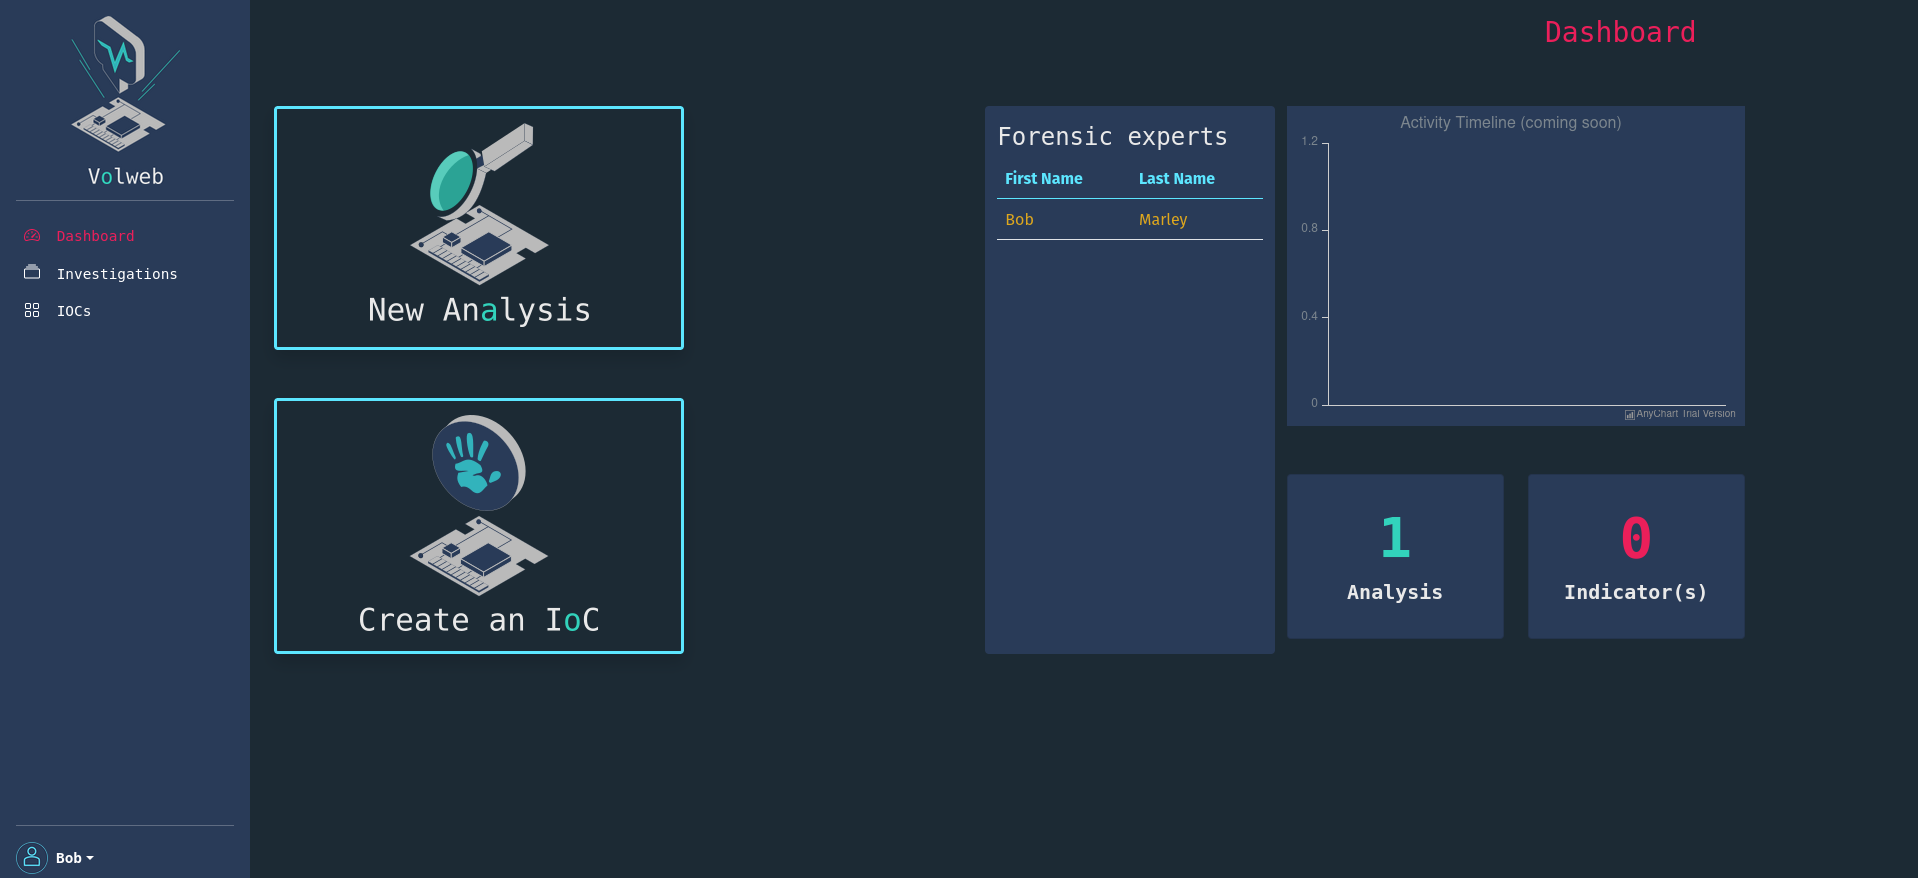 Volweb
Dashboard
Investigations
IOCs
Bob
Dashboard
New Analysis
Create an IoC
Forensic experts
First Name Last Name
Bob Marley
Activity Timeline (coming soon)
1.2
0.8
0.4
0
AnyChart Trial Version
1
Analysis
0
Indicator(s)